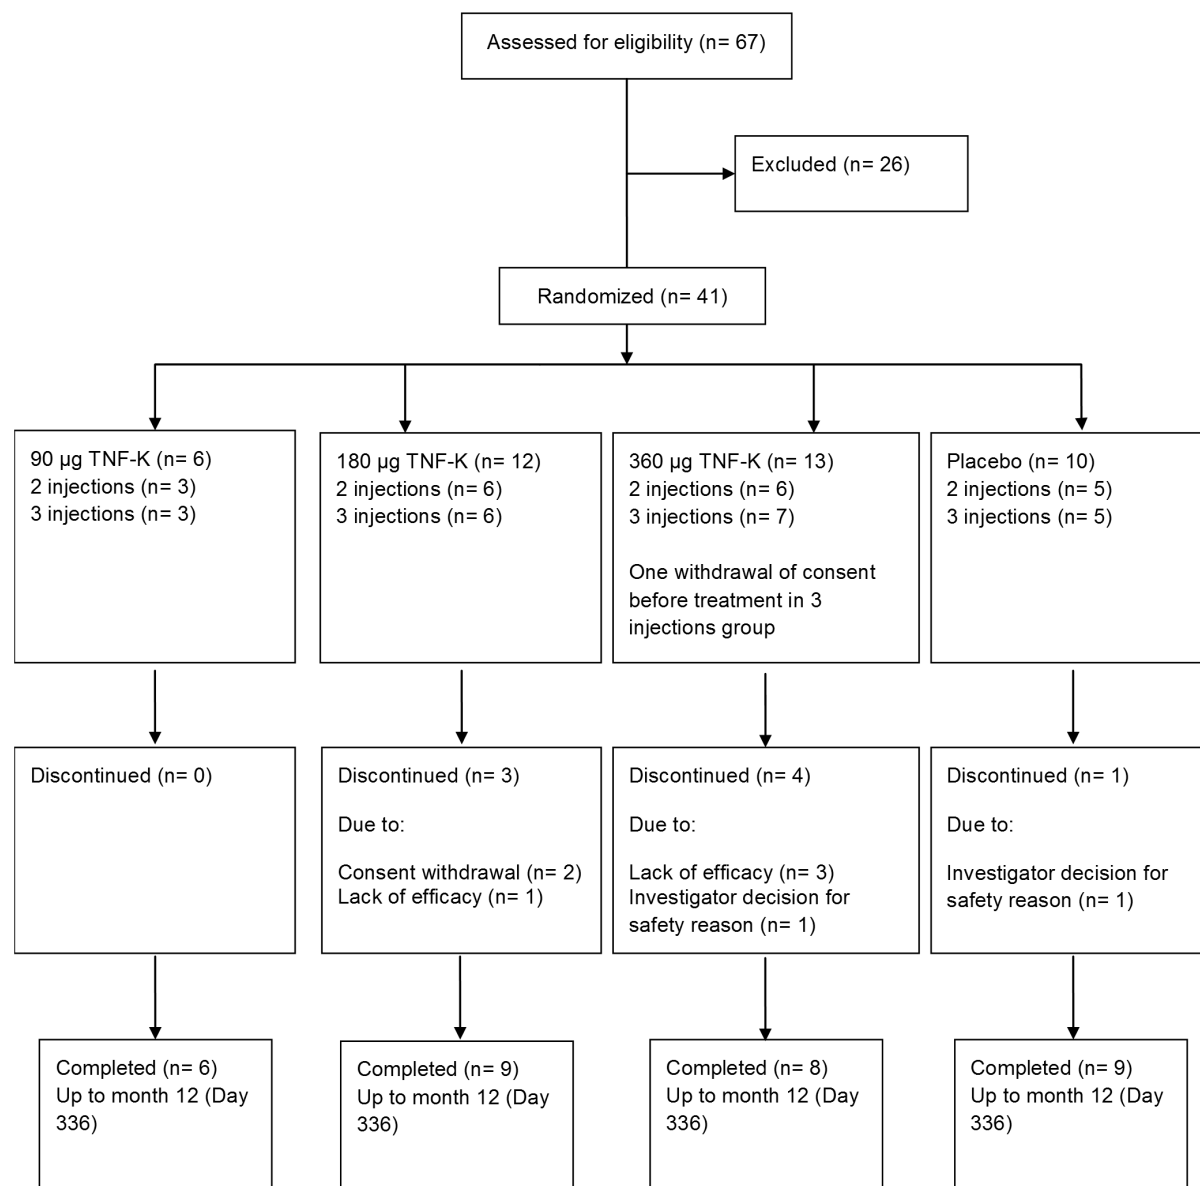 Assessed for eligibility (n= 67)
Excluded (n= 26)
Randomized (n= 41)
90 µg TNF-K (n= 6)
2 injections (n= 3)
3 injections (n= 3)
180 µg TNF-K (n= 12)
2 injections (n= 6)
3 injections (n= 6)
360 µg TNF-K (n= 13)
2 injections (n= 6)
3 injections (n= 7)
One withdrawal of consent
before treatment in 3
injections group
Placebo (n= 10)
2 injections (n= 5)
3 injections (n= 5)
Discontinued (n= 0)
Discontinued (n= 3)
Due to:
Consent withdrawal (n= 2)
Lack of efficacy (n= 1)
Discontinued (n= 4)
Due to:
Lack of efficacy (n= 3)
Investigator decision for
safety reason (n= 1)
Discontinued (n= 1)
Due to:
Investigator decision for
safety reason (n= 1)
Completed (n= 6)
Up to month 12 (Day
336)
Completed (n= 9)
Up to month 12 (Day
336)
Completed (n= 8)
Up to month 12 (Day
336)
Completed (n= 9)
Up to month 12 (Day
336)